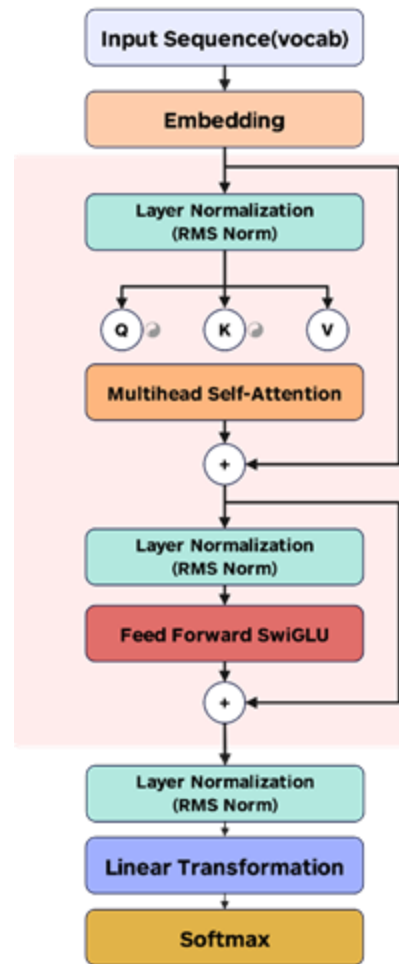 Input Sequence(vocab)
Embedding
Layer Normalization
(RMS Norm)
Q
K
V
Multihead Self-Attention
+
Layer Normalization
(RMS Norm)
Feed Forward SwiGLU
+
Layer Normalization
(RMS Norm)
Linear Transformation
Softmax